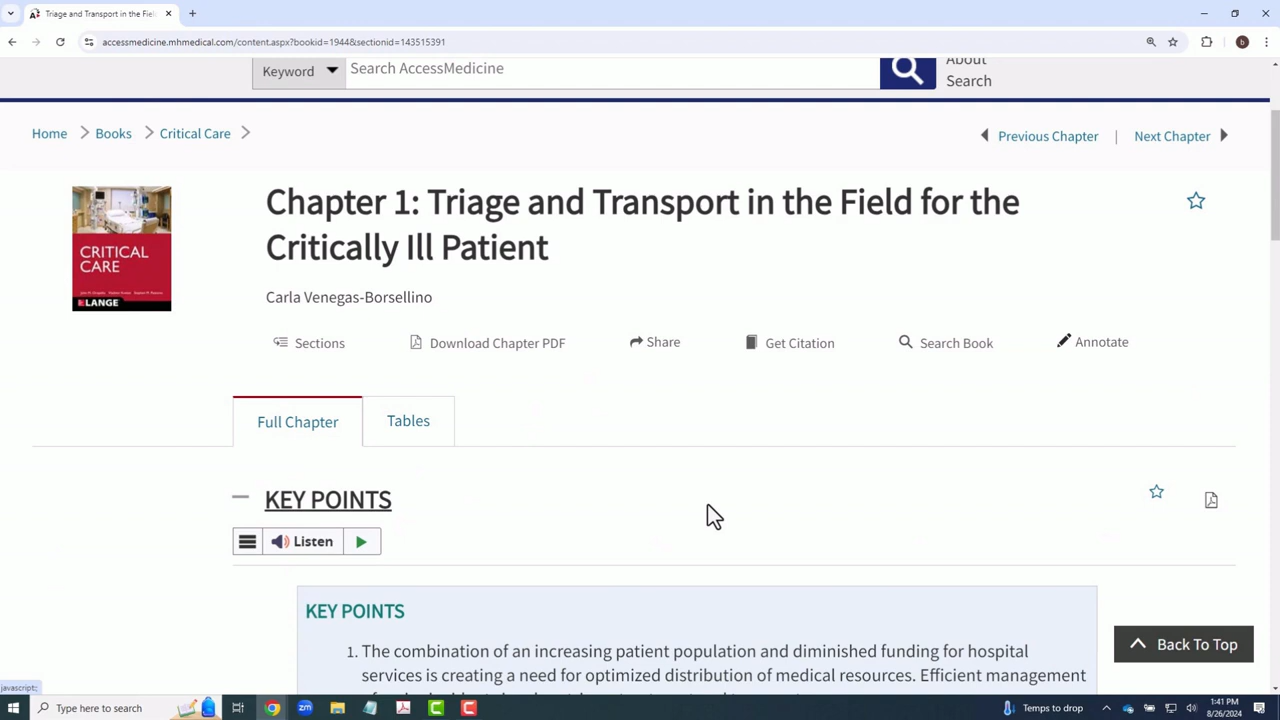 Triage and Transport in the Fiel
accessmedicine.mhmedical.com/content.aspx?bookid=1944&sectionid=143515391
b
Keyword
Search AccessMedicine
About
Search
Home
Books
Critical Care
Previous Chapter | Next Chapter
CRITICAL
CARE
LANGE
Chapter 1: Triage and Transport in the Field for the
Critically Ill Patient
Carla Venegas-Borsellino
Sections
Download Chapter PDF
Share
Get Citation
Search Book
Annotate
Full Chapter
Tables
KEY POINTS
Listen
KEY POINTS
1. The combination of an increasing patient population and diminished funding for hospital
services is creating a need for optimized distribution of medical resources. Efficient management
Back To Top
javascript:;
Type here to search
zm
Temps to drop
1:41 PM
8/26/2024